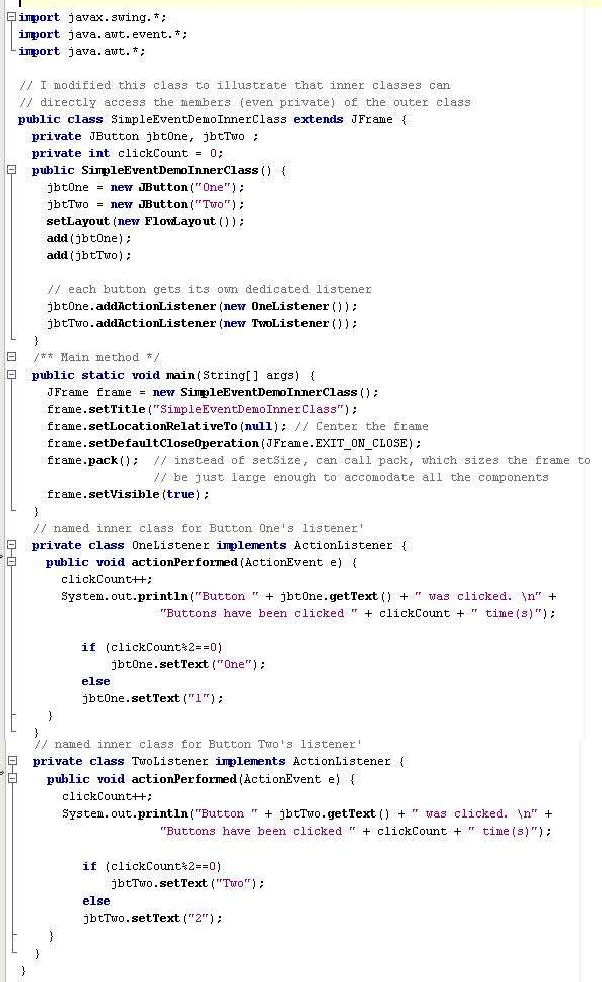 import javax.swing.*;
import java.awt.event.*;
import java.awt.*;
// I modified this class to illustrate that inner classes can
// directly access the members (even private) of the outer class
public class SimpleEventDemoInnerClass extends JFrame {
private JButton jbtOne, jbtTwo ;
private int clickCount = 0;
public SimpleEventDemoInnerClass() {
jbtOne = new JButton("One");
jbtTwo = new JButton("Two");
setLayout(new FlowLayout());
add(jbtOne);
add(jbtTwo);
// each button gets its own dedicated listener
jbtOne.addActionListener(new OneListener());
jbtTwo.addActionListener(new TwoListener());
}
/** Main method */
public static void main(String[] args) {
JFrame frame = new SimpleEventDemoInnerClass();
frame.setTitle("SimpleEventDemoInnerClass");
frame.setLocationRelativeTo(null); // Center the frame
frame.setDefaultCloseOperation(JFrame.EXIT_ON_CLOSE);
frame.pack(); // instead of setSize, can call pack, which sizes the frame to
// be just large enough to accomodate all the components
frame.setVisible(true);
}
// named inner class for Button One's listener'
private class OneListener implements ActionListener {
public void actionPerformed(ActionEvent e) {
clickCount++;
System.out.println("Button " + jbtOne.getText() + " was clicked. \n" +
"Buttons have been clicked " + clickCount + " time(s)");
if (clickCount%2==0)
jbtOne.setText("One");
else
jbtOne.setText("1");
}
}
// named inner class for Button Two's listener'
private class TwoListener implements ActionListener {
public void actionPerformed(ActionEvent e) {
clickCount++;
System.out.println("Button " + jbtTwo.getText() + " was clicked. \n" +
"Buttons have been clicked " + clickCount + " time(s)");
if (clickCount%2==0)
jbtTwo.setText("Two");
else
jbtTwo.setText("2");
}
}
}